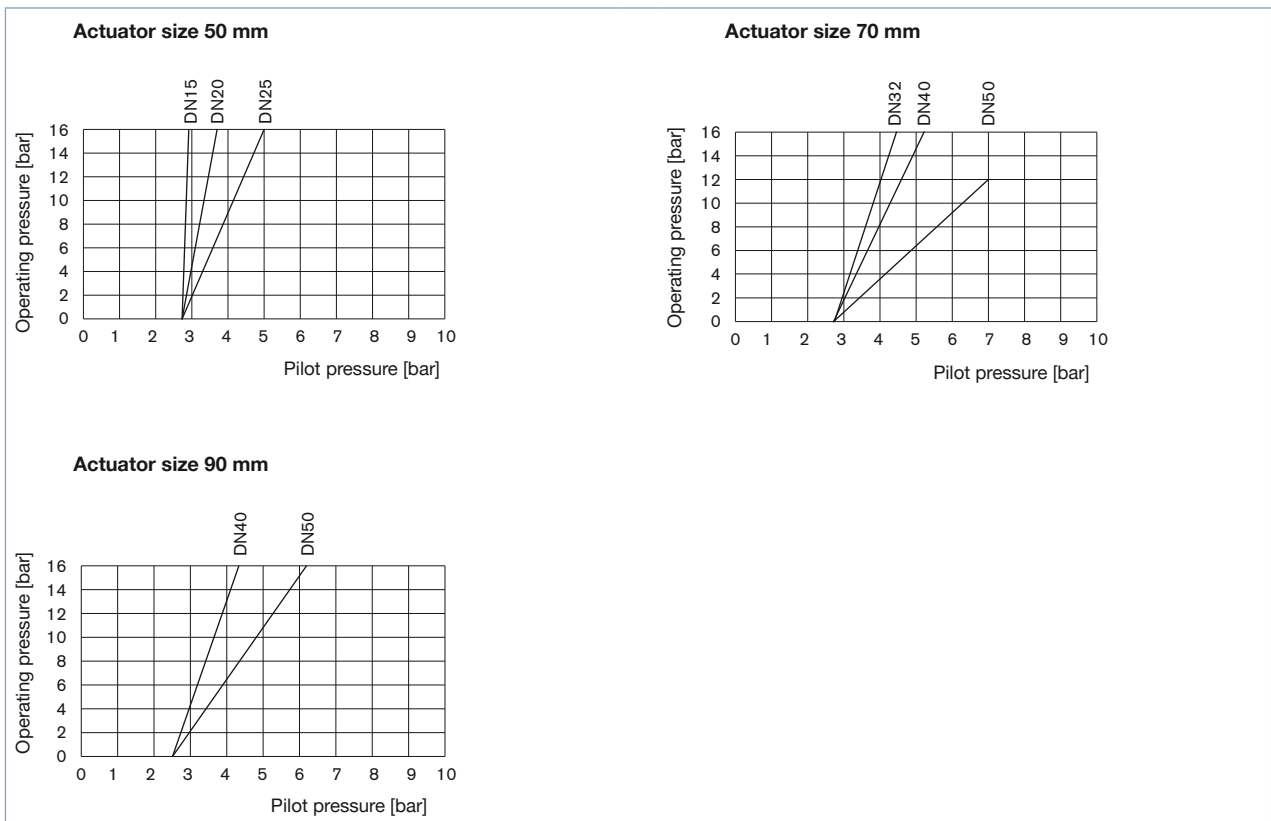 Actuator size 50 mm
DN15
DN20
DN25
Operating pressure [bar]
16
14
12
10
8
6
4
2
0
0 1 2 3 4 5 6 7 8 9 10
Pilot pressure [bar]
Actuator size 70 mm
DN32
DN40
DN50
Operating pressure [bar]
16
14
12
10
8
6
4
2
0
0 1 2 3 4 5 6 7 8 9 10
Pilot pressure [bar]
Actuator size 90 mm
DN40
DN50
Operating pressure [bar]
16
14
12
10
8
6
4
2
0
0 1 2 3 4 5 6 7 8 9 10
Pilot pressure [bar]